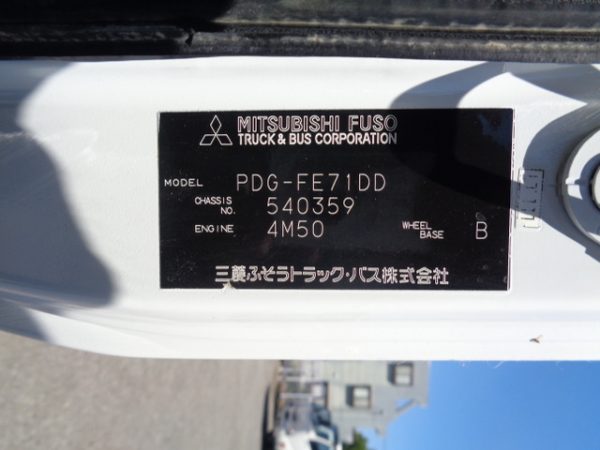 MITSUBISHI FUSO
TRUCK & BUS CORPORATION
MODEL PDG-FE71DD
CHASSIS NO. 540359
ENGINE 4M50 WHEEL BASE B
三菱ふそうトラック・バス株式会社